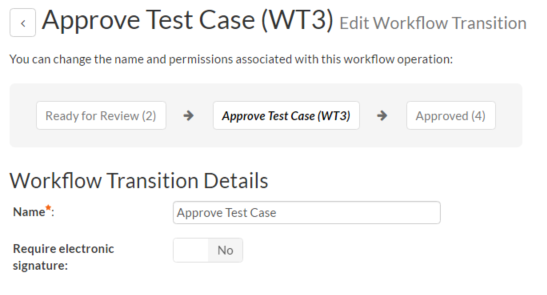 Approve Test Case (WT3) Edit Workflow Transition
You can change the name and permissions associated with this workflow operation:
Ready for Review (2) Approve Test Case (WT3) Approved (4)
Workflow Transition Details
Name*: Approve Test Case
Require electronic
signature: No